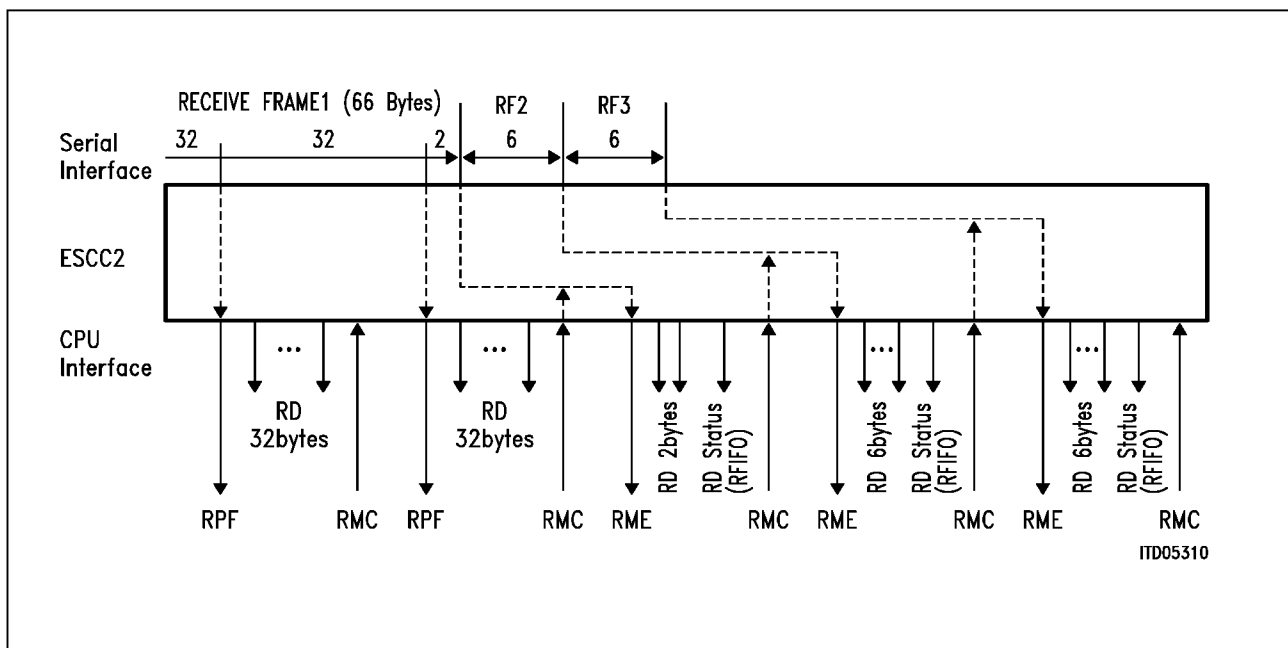 RECEIVE FRAME1 (66 Bytes)
RF2
RF3
Serial
Interface
32
32
2
6
6
ESCC2
CPU
Interface
...
...
...
...
RD
32bytes
RD
32bytes
RD 2bytes
RD Status
(RFIFO)
RD 6bytes
RD Status
(RFIFO)
RD 6bytes
RD Status
(RFIFO)
RPF
RMC
RPF
RMC
RME
RMC
RME
RMC
RME
RMC
ITD05310